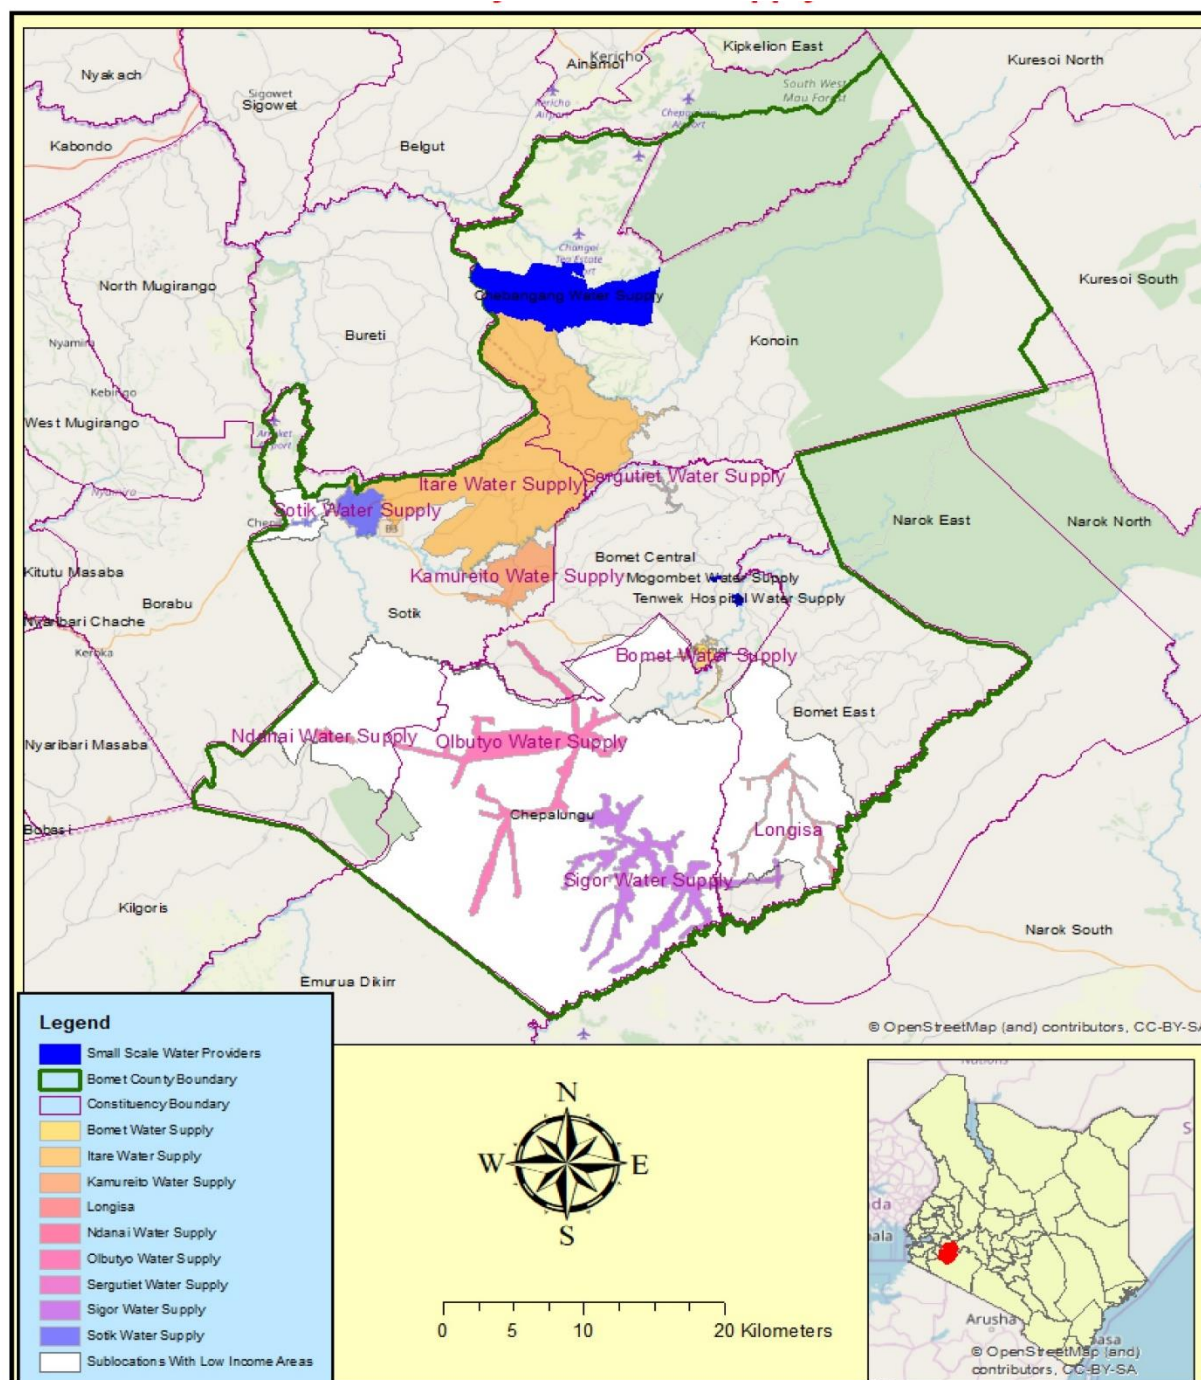 Kericho
Ainamoi
Kipkelion East
Kuresoi North
Nyakach
Sigowet
Sigowet
South West
Mau Forest
Kericho
Airport
Airport
Kabondo
Belgut
Changoi
Tea Estate
North Mugirango
Chebangang Water Supply
Kuresoi South
Nyamira
Bureti
Konoin
Kebirigo
West Mugirango
Airport
Itare Water Supply
Sergutiet Water Supply
Nyamira
Sotik Water Supply
B3
Narok East
Narok North
Bomet Central
Kitutu Masaba
Kamureito Water Supply
Mogombet Water Supply
Borabu
Tenwek Hospital Water Supply
Nyaribari Chache
Sotik
Keroka
Bomet Water Supply
Nyaribari Masaba
Ndanai Water Supply
Olbutyo Water Supply
Bomet East
Bobasi
Chepalungu
Longisa
Sigor Water Supply
Kilgoris
Narok South
Emurua Dikirr
© OpenStreetMap (and) contributors, CC-BY-SA
Legend
Small Scale Water Providers
Bomet County Boundary
Constituency Boundary
Bomet Water Supply
Itare Water Supply
Kamureito Water Supply
Longisa
Ndanai Water Supply
Olbutyo Water Supply
Sergutiet Water Supply
Sigor Water Supply
Sotik Water Supply
Sublocations With Low Income Areas
N
W
E
S
0 5 10 20 Kilometers
Arusha
© OpenStreetMap (and)
contributors, CC-BY-SA